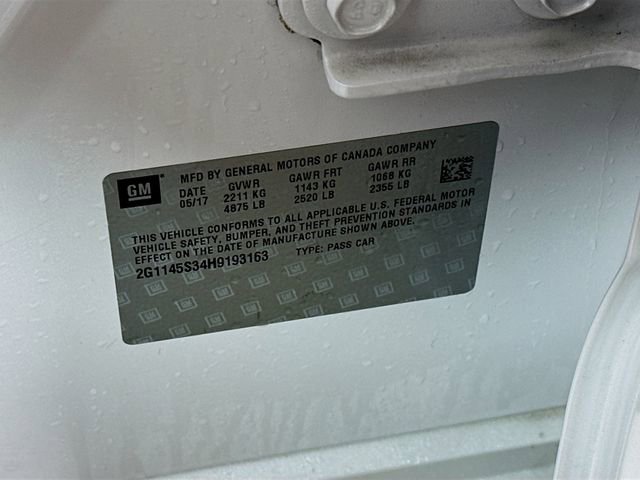 MFD BY GENERAL MOTORS OF CANADA COMPANY
GM
DATE GVWR GAWR FRT GAWR RR
05/17 2211 KG 1143 KG 1068 KG
4875 LB 2520 LB 2355 LB
THIS VEHICLE CONFORMS TO ALL APPLICABLE U.S. FEDERAL MOTOR
VEHICLE SAFETY, BUMPER, AND THEFT PREVENTION STANDARDS IN
EFFECT ON THE DATE OF MANUFACTURE SHOWN ABOVE.
2G1145S34H9193163 TYPE: PASS CAR